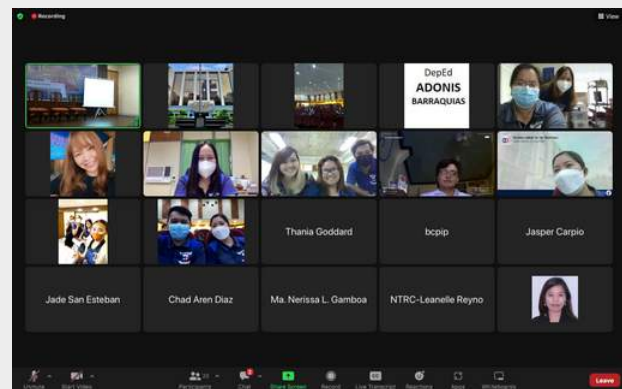 Recording
View
DepEd
ADONIS
BARRAQUIAS
Thania Goddard
bcpip
Jasper Carpio
Jade San Esteban
Chad Aren Diaz
Ma. Nerissa L. Gamboa
NTRC-Leanelle Reyno
Unmute
Start Video
Participants
Chat
Share Screen
Record
Live Transcript
Reactions
Apps
Whiteboards
Leave